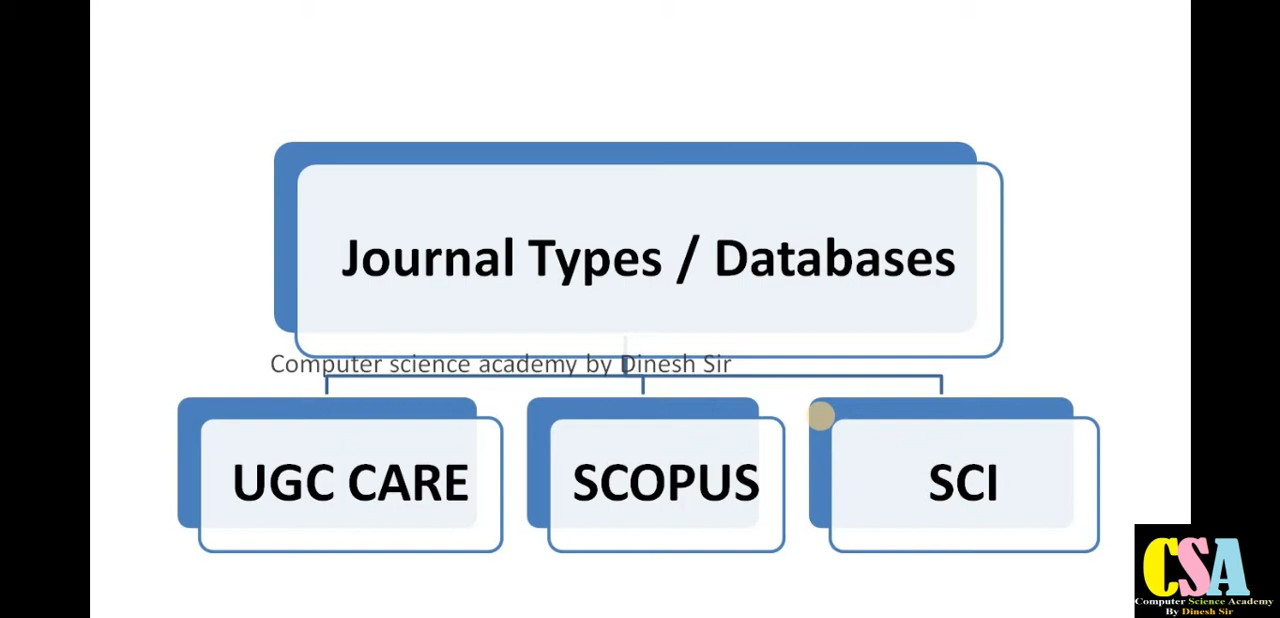 Journal Types / Databases
Computer science academy by Dinesh Sir
UGC CARE
SCOPUS
SCI
CSA
Computer Science Academy
By Dinesh Sir